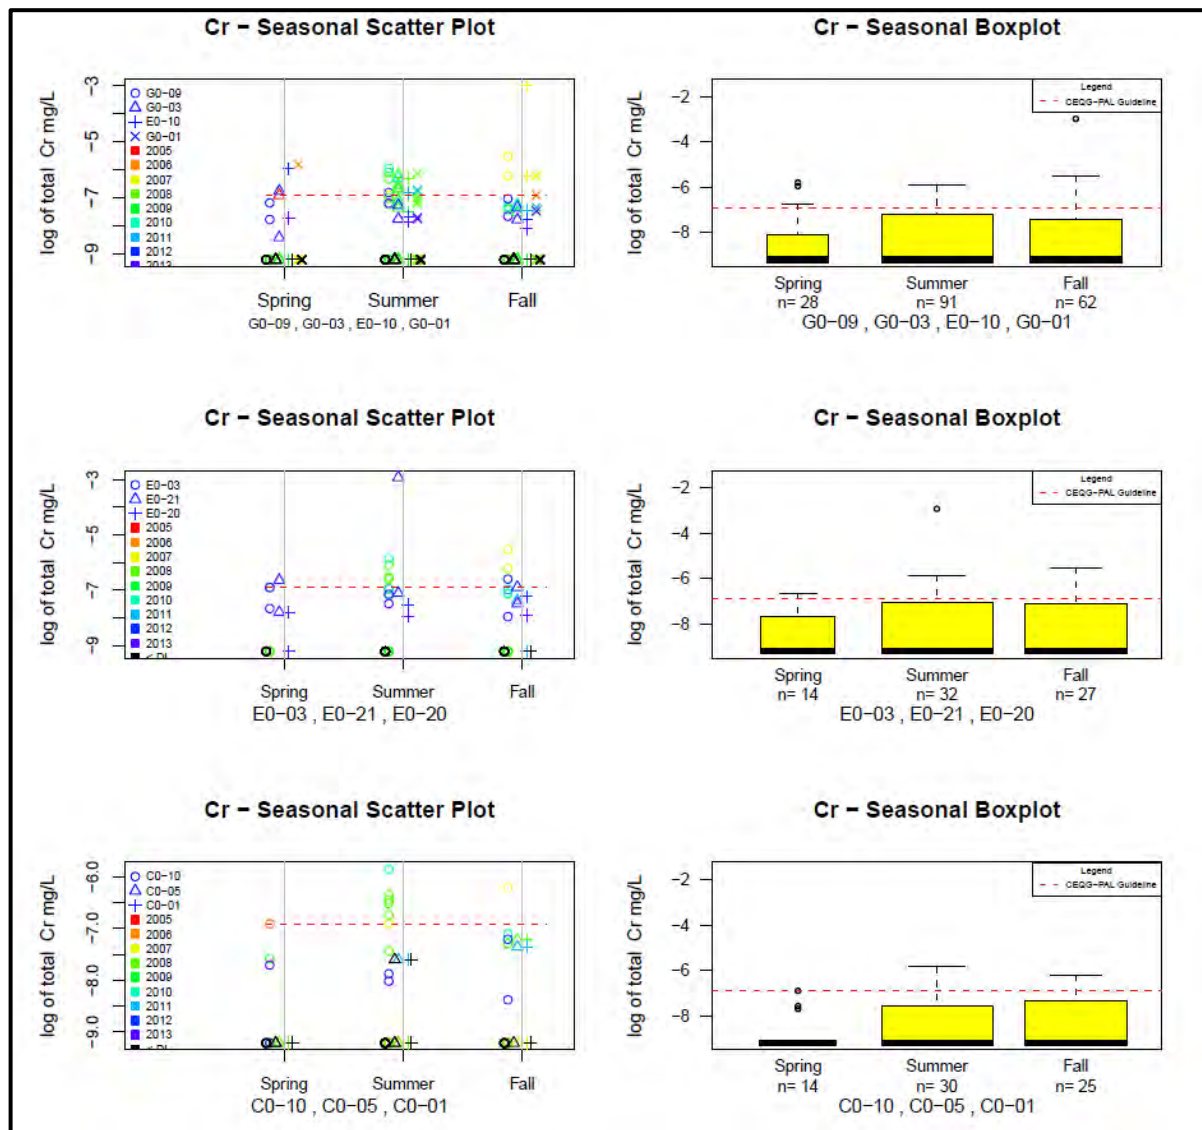 Cr − Seasonal Scatter Plot
log of total Cr mg/L
−3
−5
−7
−9
G0−09
G0−03
E0−10
G0−01
2005
2006
2007
2008
2009
2010
2011
2012
2013
Spring
Summer
Fall
G0−09 , G0−03 , E0−10 , G0−01
Cr − Seasonal Boxplot
log of total Cr mg/L
−2
−4
−6
−8
Legend
CEQG−PAL Guideline
Spring
n= 28
Summer
n= 91
Fall
n= 62
G0−09 , G0−03 , E0−10 , G0−01
Cr − Seasonal Scatter Plot
log of total Cr mg/L
−3
−5
−7
−9
E0−03
E0−21
E0−20
2005
2006
2007
2008
2009
2010
2011
2012
2013
< DL
Spring
Summer
Fall
E0−03 , E0−21 , E0−20
Cr − Seasonal Boxplot
log of total Cr mg/L
−2
−4
−6
−8
Legend
CEQG−PAL Guideline
Spring
n= 14
Summer
n= 32
Fall
n= 27
E0−03 , E0−21 , E0−20
Cr − Seasonal Scatter Plot
log of total Cr mg/L
−6.0
−7.0
−8.0
−9.0
C0−10
C0−05
C0−01
2005
2006
2007
2008
2009
2010
2011
2012
2013
< DL
Spring
Summer
Fall
C0−10 , C0−05 , C0−01
Cr − Seasonal Boxplot
log of total Cr mg/L
−2
−4
−6
−8
Legend
CEQG−PAL Guideline
Spring
n= 14
Summer
n= 30
Fall
n= 25
C0−10 , C0−05 , C0−01